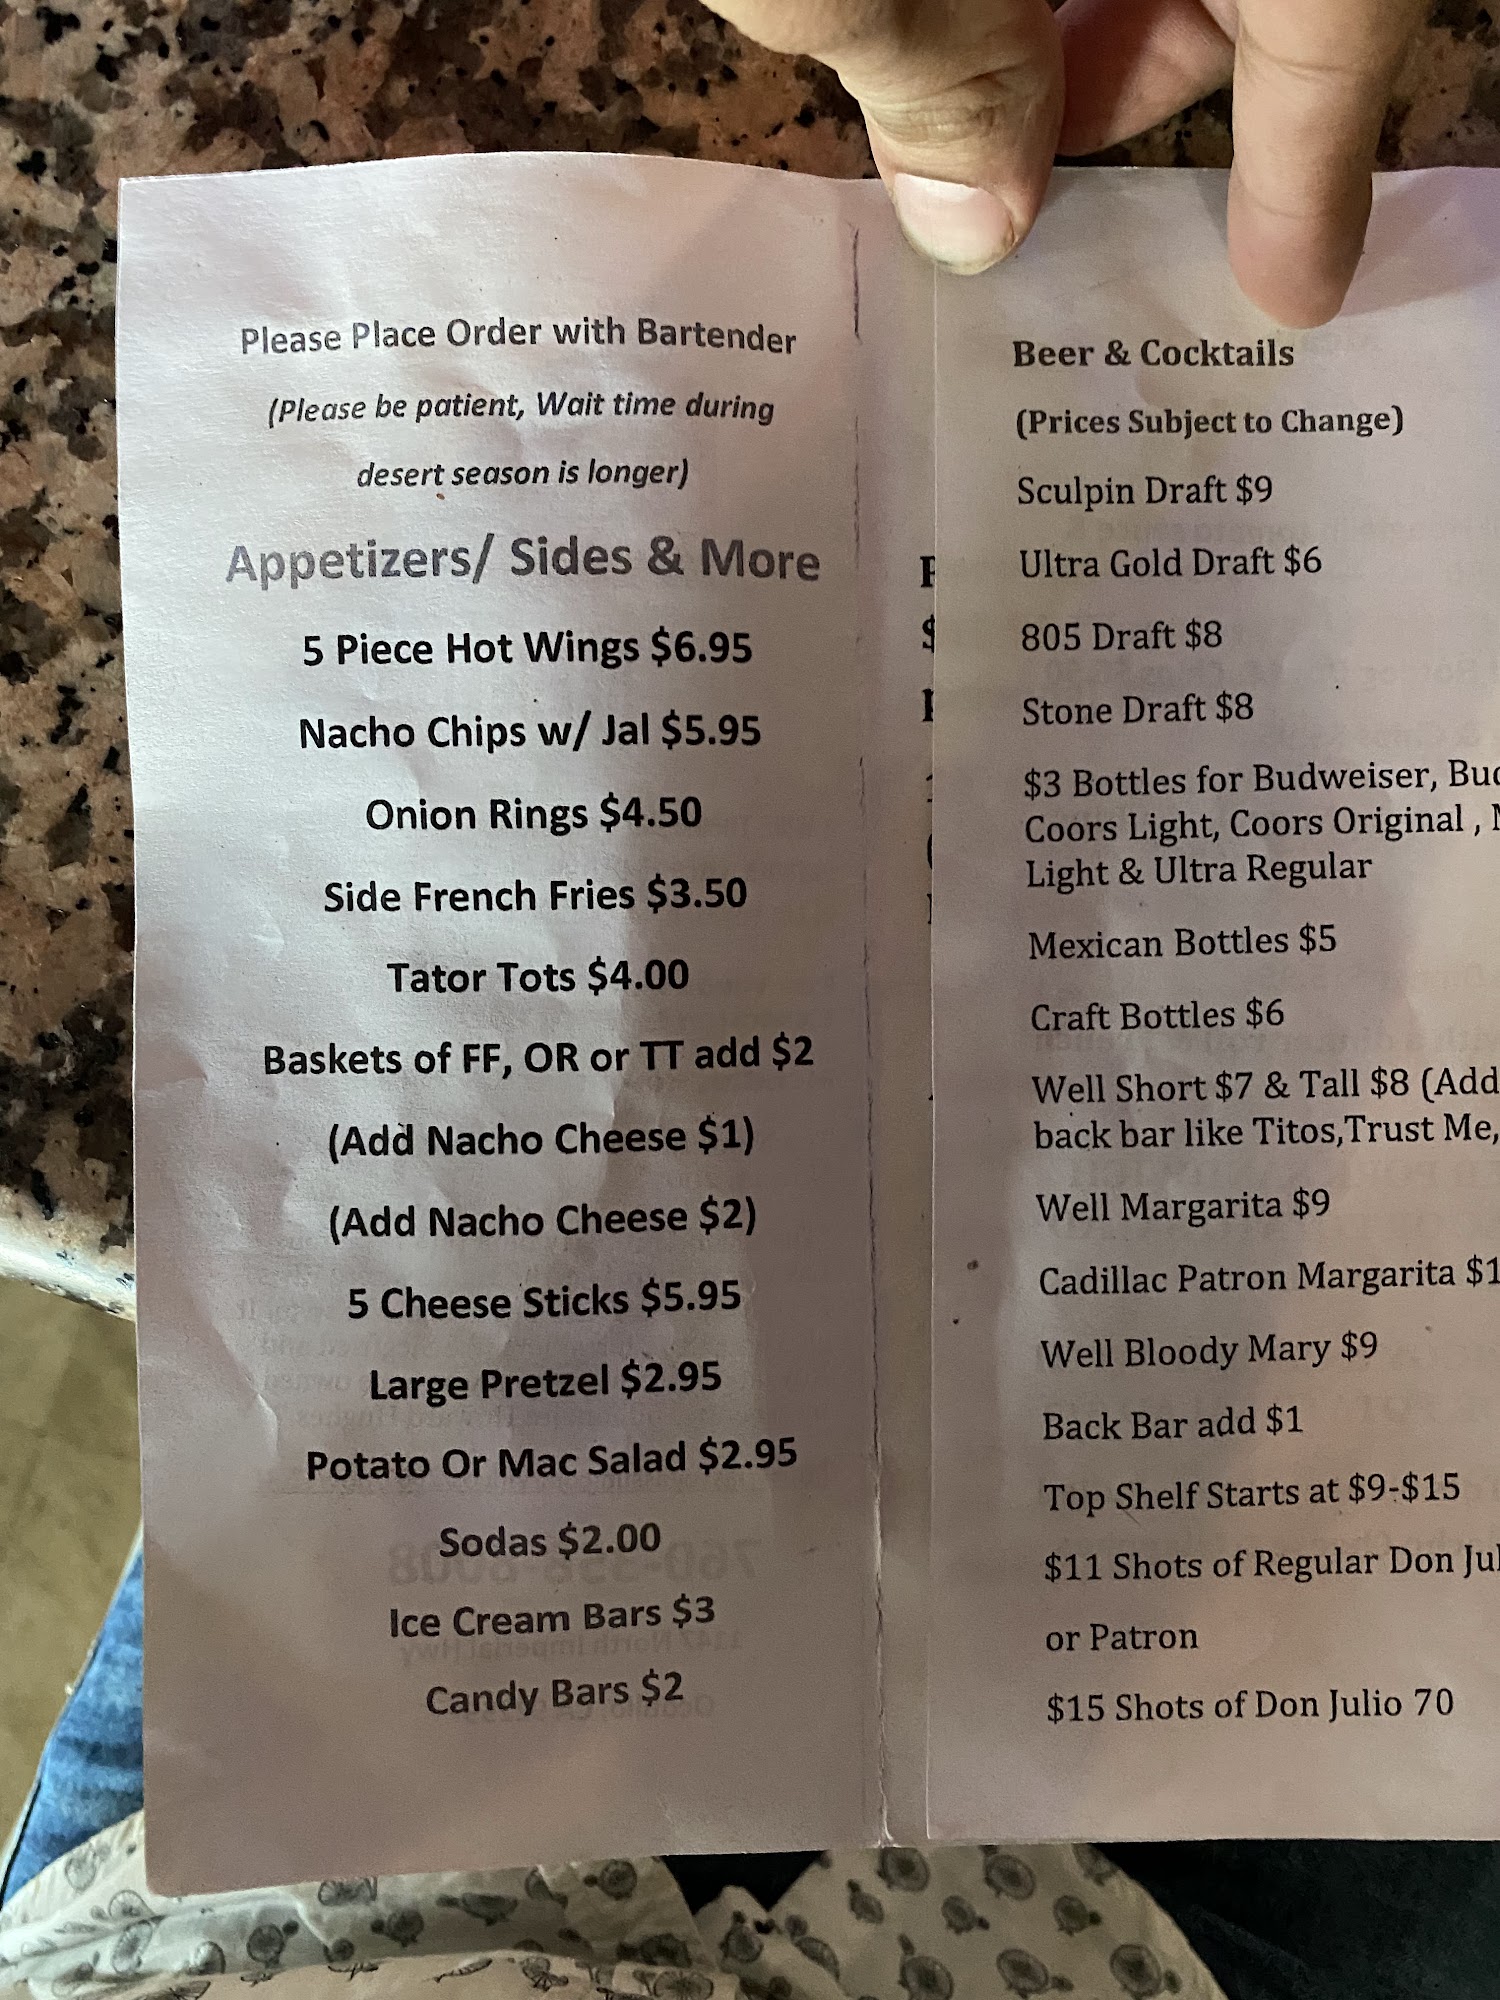 Please Place Order with Bartender
(Please be patient, Wait time during
desert season is longer)
Appetizers/ Sides & More
5 Piece Hot Wings $6.95
Nacho Chips w/ Jal $5.95
Onion Rings $4.50
Side French Fries $3.50
Tator Tots $4.00
Baskets of FF, OR or TT add $2
(Add Nacho Cheese $1)
(Add Nacho Cheese $2)
5 Cheese Sticks $5.95
Large Pretzel $2.95
Potato Or Mac Salad $2.95
Sodas $2.00
Ice Cream Bars $3
Candy Bars $2
Beer & Cocktails
(Prices Subject to Change)
Sculpin Draft $9
Ultra Gold Draft $6
805 Draft $8
Stone Draft $8
$3 Bottles for Budweiser,
Coors Light, Coors Original ,
Light & Ultra Regular
Mexican Bottles $5
Craft Bottles $6
Well Short $7 & Tall $8 (Add
back bar like Titos,Trust Me,
Well Margarita $9
Cadillac Patron Margarita
Well Bloody Mary $9
Back Bar add $1
Top Shelf Starts at $9-$15
$11 Shots of Regular Don
or Patron
$15 Shots of Don Julio 70